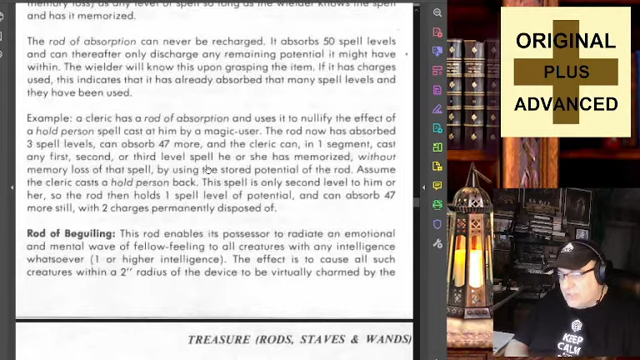 memory loss) as any level of spell so long as the wielder knows the spell
and has it memorized.
The rod of absorption can never be recharged. It absorbs 50 spell levels
and can thereafter only discharge any remaining potential it might have
within. The wielder will know this upon grasping the item. If it has charges
used, this indicates that it has already absorbed that many spell levels and
they have been used.
Example: a cleric has a rod of absorption and uses it to nullify the effect of
a hold person spell cast at him by a magic-user. The rod now has absorbed
3 spell levels, can absorb 47 more, and the cleric can, in 1 segment, cast
any first, second, or third level spell he or she has memorized, without
memory loss of that spell, by using the stored potential of the rod. Assume
the cleric casts a hold person back. This spell is only second level to him or
her, so the rod then holds 1 spell level of potential, and can absorb 47
more still, with 2 charges permanently disposed of.
Rod of Beguiling: This rod enables its possessor to radiate an emotional
and mental wave of fellow-feeling to all creatures with any intelligence
whatsoever (1 or higher intelligence). The effect is to cause all such
creatures within a 2" radius of the device to be virtually charmed by the
TREASURE (RODS, STAVES & WANDS)
ORIGINAL
PLUS
ADVANCED
KEEP
CALM